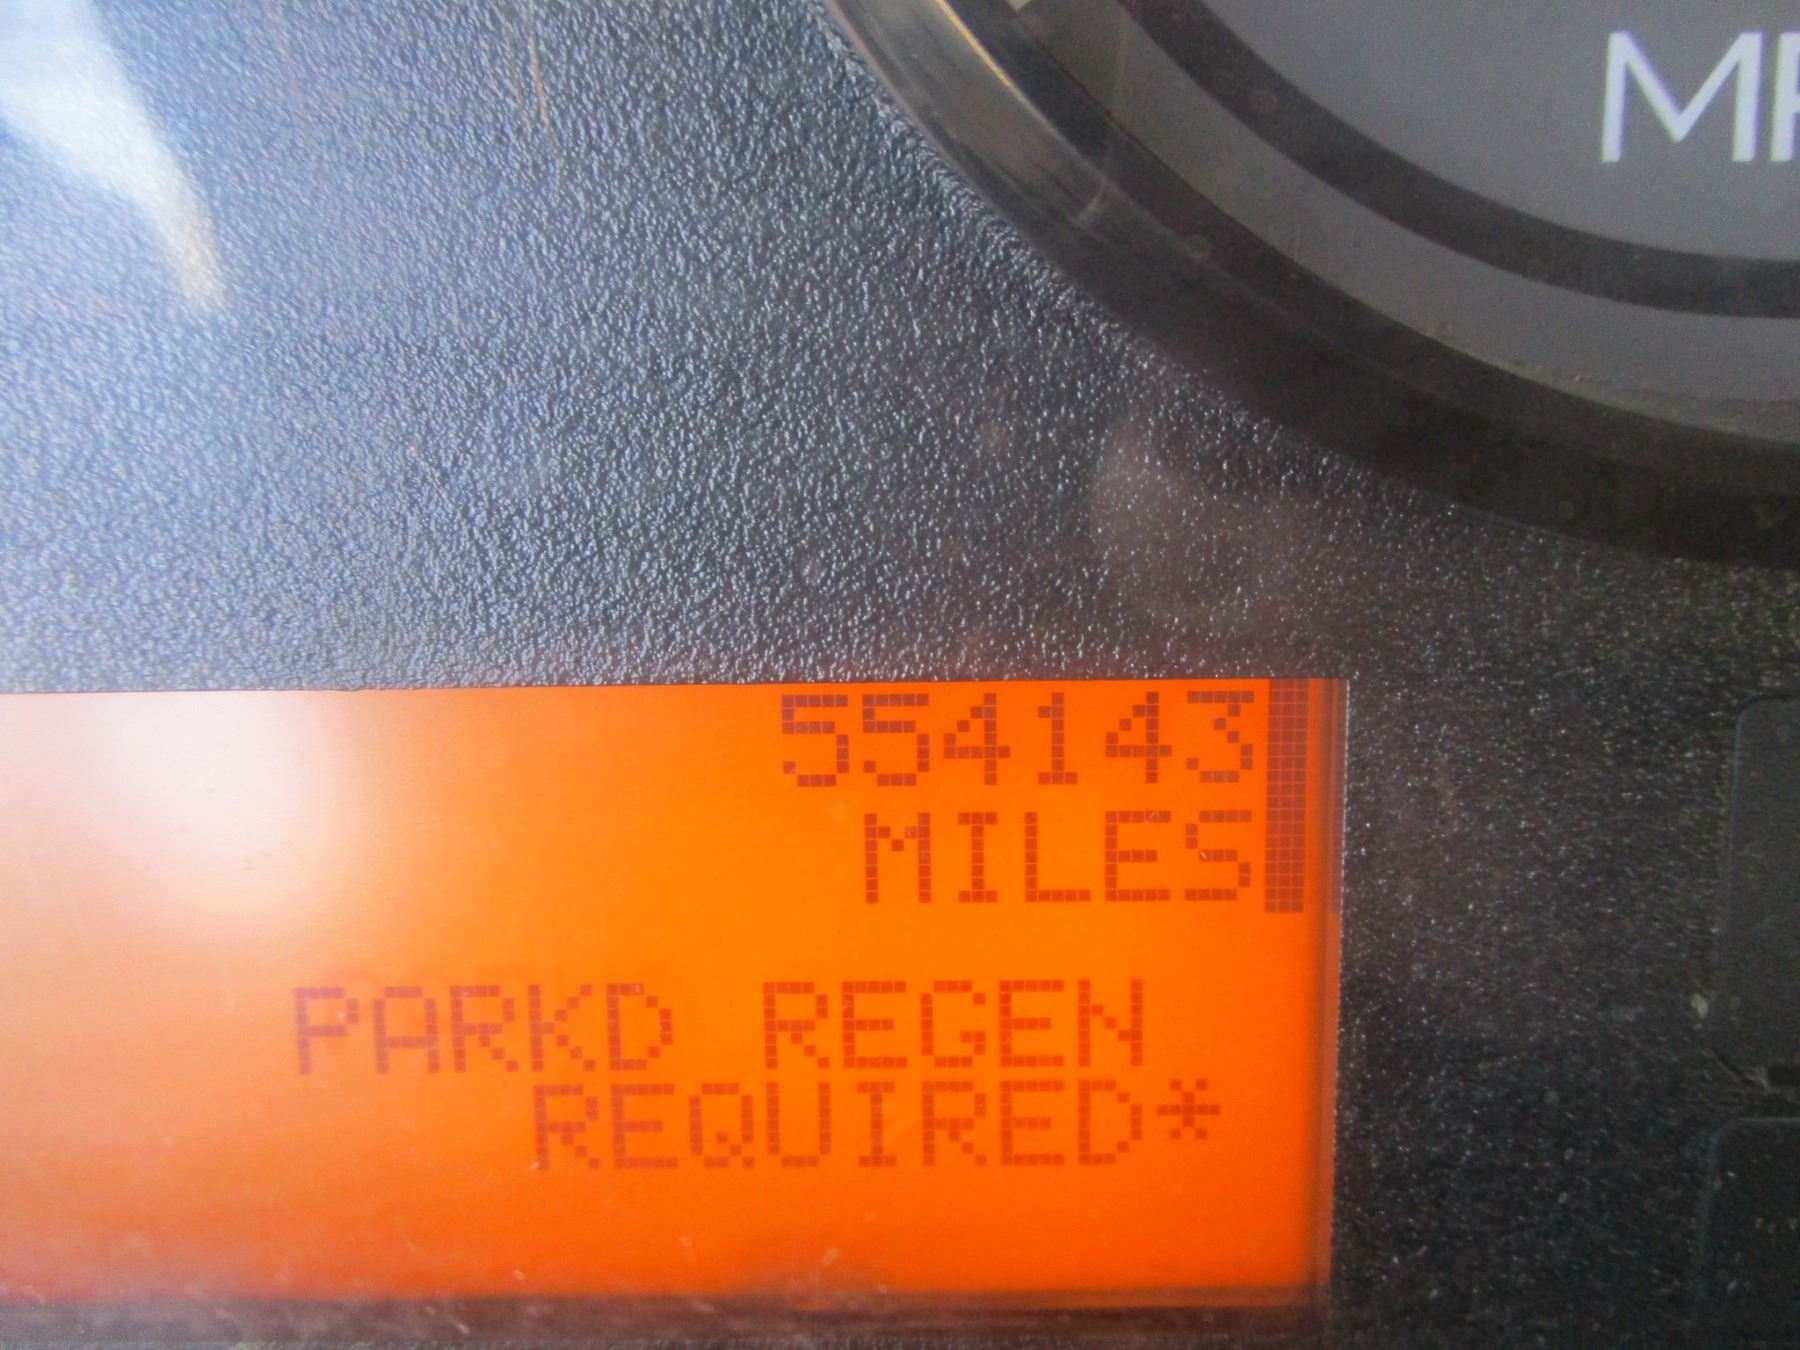 554143
MILES
PARKD REGEN
REQUIRED*